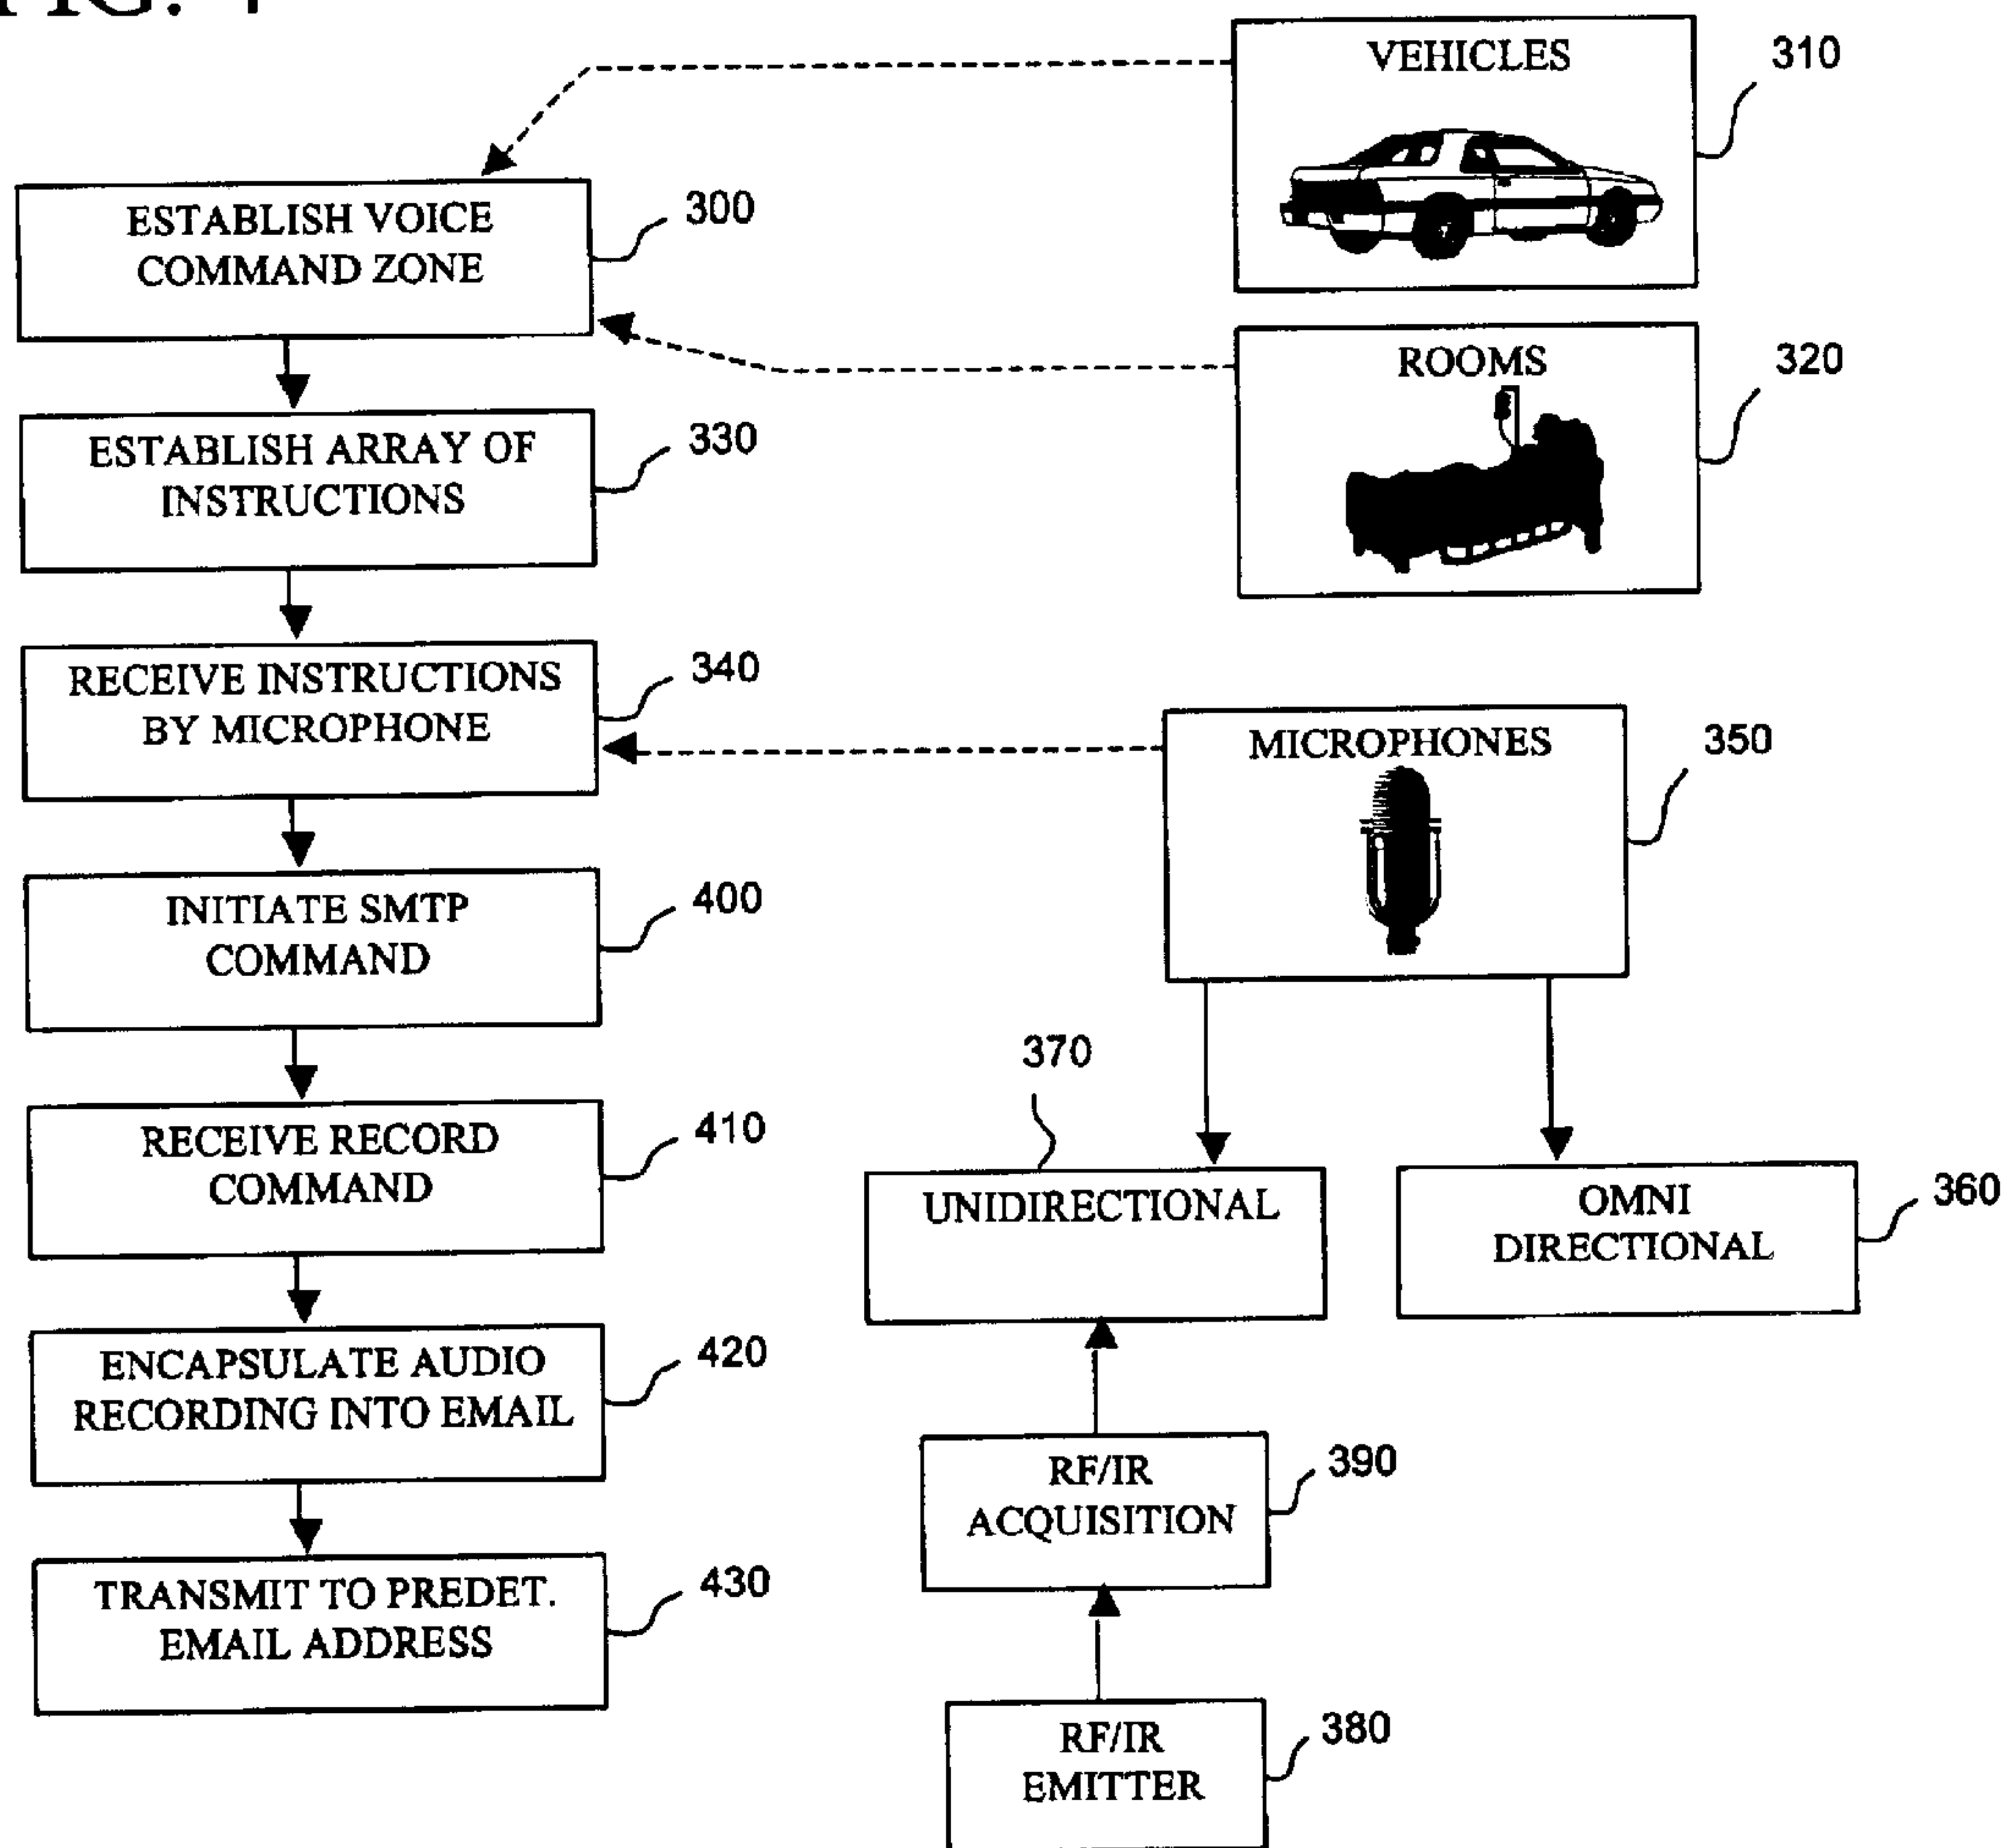 VEHICLES
310
ESTABLISH VOICE
COMMAND ZONE
300
ROOMS
320
ESTABLISH ARRAY OF
INSTRUCTIONS
330
RECEIVE INSTRUCTIONS
BY MICROPHONE
340
MICROPHONES
350
INITIATE SMTP
COMMAND
400
370
RECEIVE RECORD
COMMAND
410
UNIDIRECTIONAL
OMNI
DIRECTIONAL
360
ENCAPSULATE AUDIO
RECORDING INTO EMAIL
420
RF/IR
ACQUISITION
390
TRANSMIT TO PREDET.
EMAIL ADDRESS
430
RF/IR
EMITTER
380